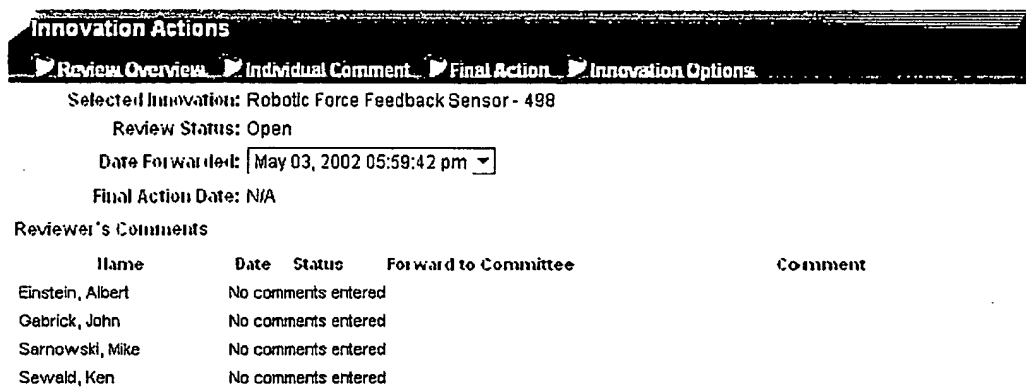 Innovation Actions
Review Overview Individual Comment Final Action Innovation Options
Selected Innovation: Robotic Force Feedback Sensor - 498
Review Status: Open
Date Forwarded: May 03, 2002 05:59:42 pm
Final Action Date: N/A
Reviewer's Comments
Name Date Status Forward to Committee Comment
Einstein, Albert No comments entered
Gabrick, John No comments entered
Sarnowski, Mike No comments entered
Sewald, Ken No comments entered